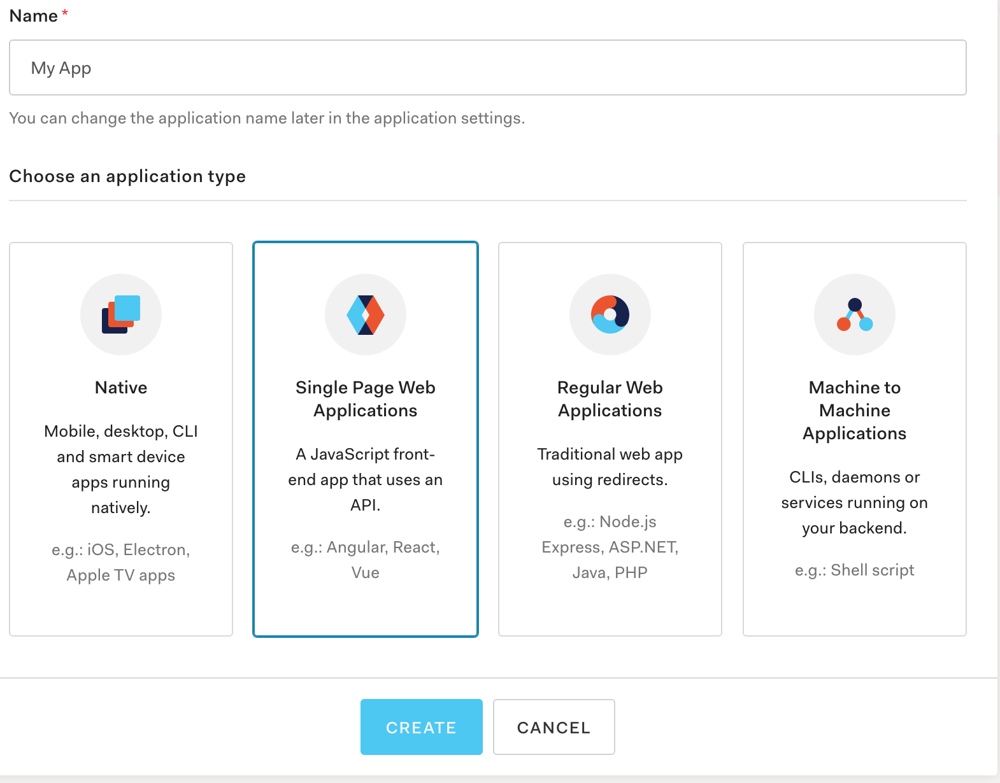 Name *
My App
You can change the application name later in the application settings.
Choose an application type
Native
Mobile, desktop, CLI
and smart device
apps running
natively.
e.g.: iOS, Electron,
Apple TV apps
Single Page Web
Applications
A JavaScript front-
end app that uses an
API.
e.g.: Angular, React,
Vue
Regular Web
Applications
Traditional web app
using redirects.
e.g.: Node.js
Express, ASP.NET,
Java, PHP
Machine to
Machine
Applications
CLIs, daemons or
services running on
your backend.
e.g.: Shell script
CREATE
CANCEL